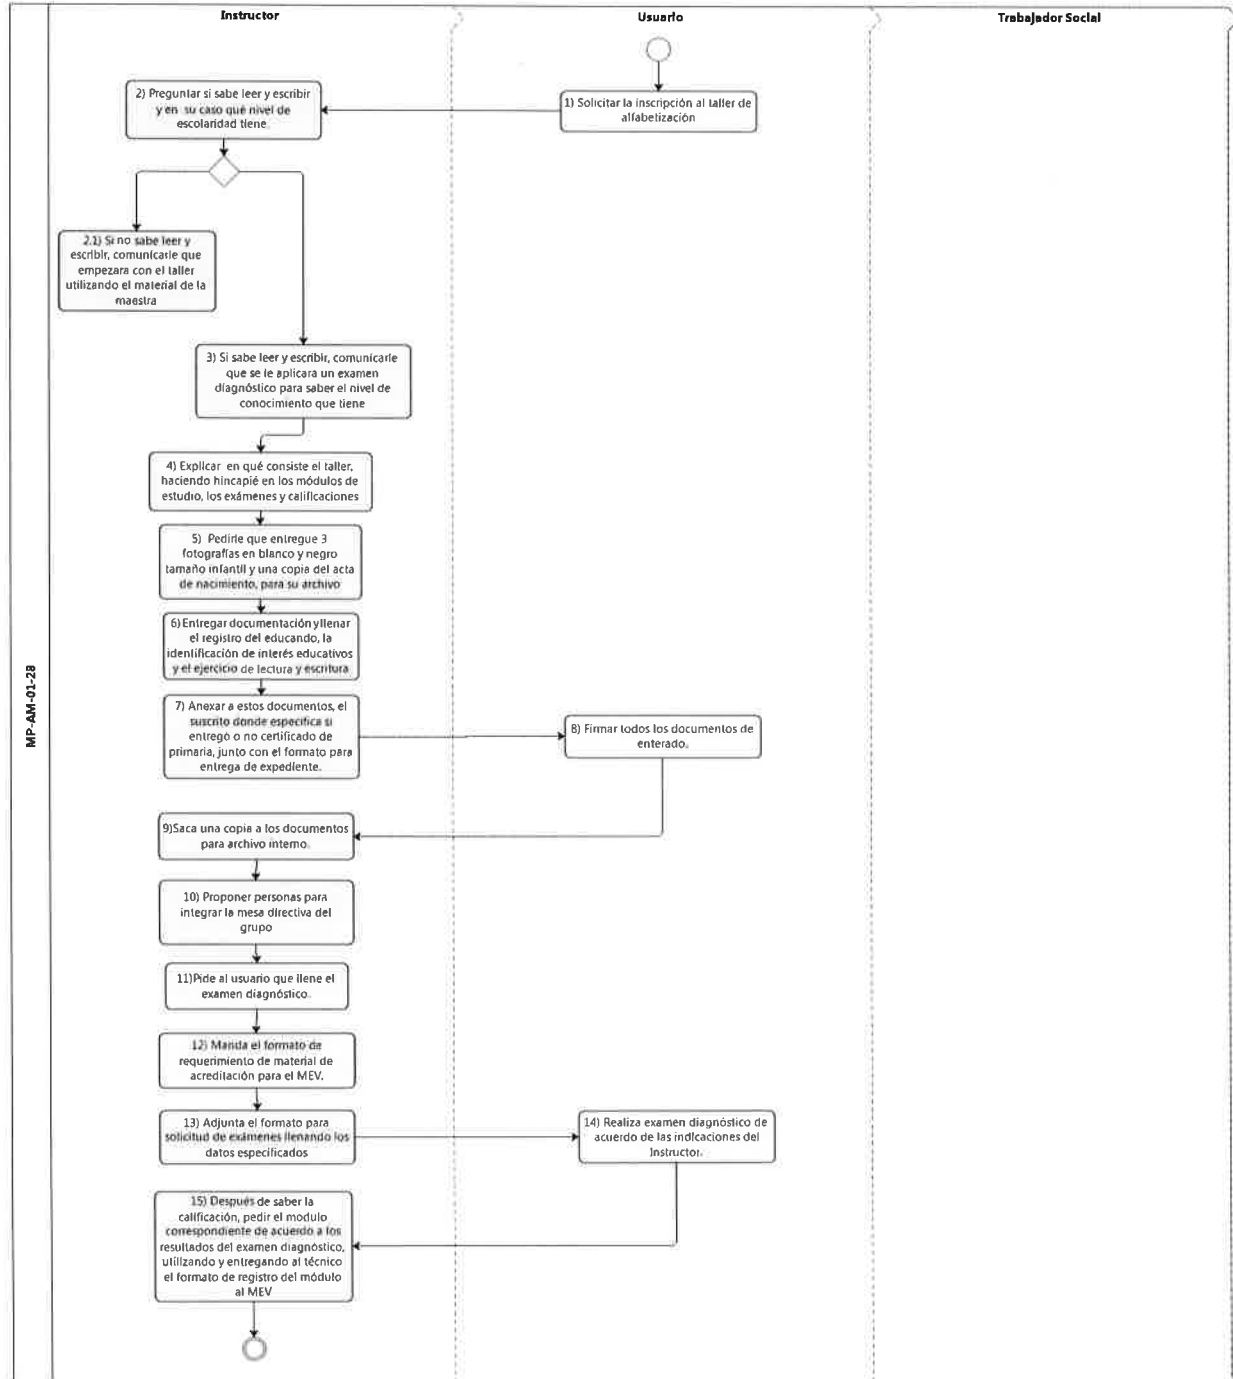 Instructor
Usuario
Trabajador Social
MP-AM-01-28
1) Solicitar la inscripción al taller de
alfabetización
2) Preguntar si sabe leer y escribir
y en su caso qué nivel de
escolaridad tiene.
2.1) Si no sabe leer y
escribir, comunicarle que
empezara con el taller
utilizando el material de la
maestra
3) Si sabe leer y escribir, comunicarle
que se le aplicara un examen
diagnóstico para saber el nivel de
conocimiento que tiene
4) Explicar en qué consiste el taller,
haciendo hincapié en los módulos de
estudio, los exámenes y calificaciones
5) Pedirle que entregue 3
fotografías en blanco y negro
tamaño infantil y una copia del acta
de nacimiento, para su archivo
6) Entregar documentación y llenar
el registro del educando, la
identificación de interés educativos
y el ejercicio de lectura y escritura
7) Anexar a estos documentos, el
suscrito donde especifica si
entregó o no certificado de
primaria, junto con el formato para
entrega de expediente.
8) Firmar todos los documentos de
enterado.
9)Saca una copia a los documentos
para archivo interno.
10) Proponer personas para
integrar la mesa directiva del
grupo
11)Pide al usuario que llene el
examen diagnóstico.
12) Manda el formato de
requerimiento de material de
acreditación para el MEV.
13) Adjunta el formato para
solicitud de exámenes llenando los
datos especificados
14) Realiza examen diagnóstico de
acuerdo de las indicaciones del
Instructor.
15) Después de saber la
calificación, pedir el modulo
correspondiente de acuerdo a los
resultados del examen diagnóstico,
utilizando y entregando al técnico
el formato de registro del módulo
al MEV